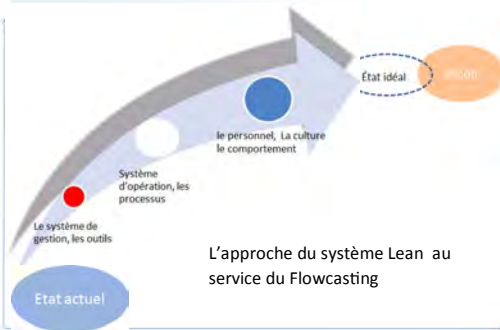 État idéal
vision
le personnel, La culture
le comportement
Système
d'opération, les
processus
Le système de
gestion, les outils
L'approche du système Lean au
service du Flowcasting
Etat actuel